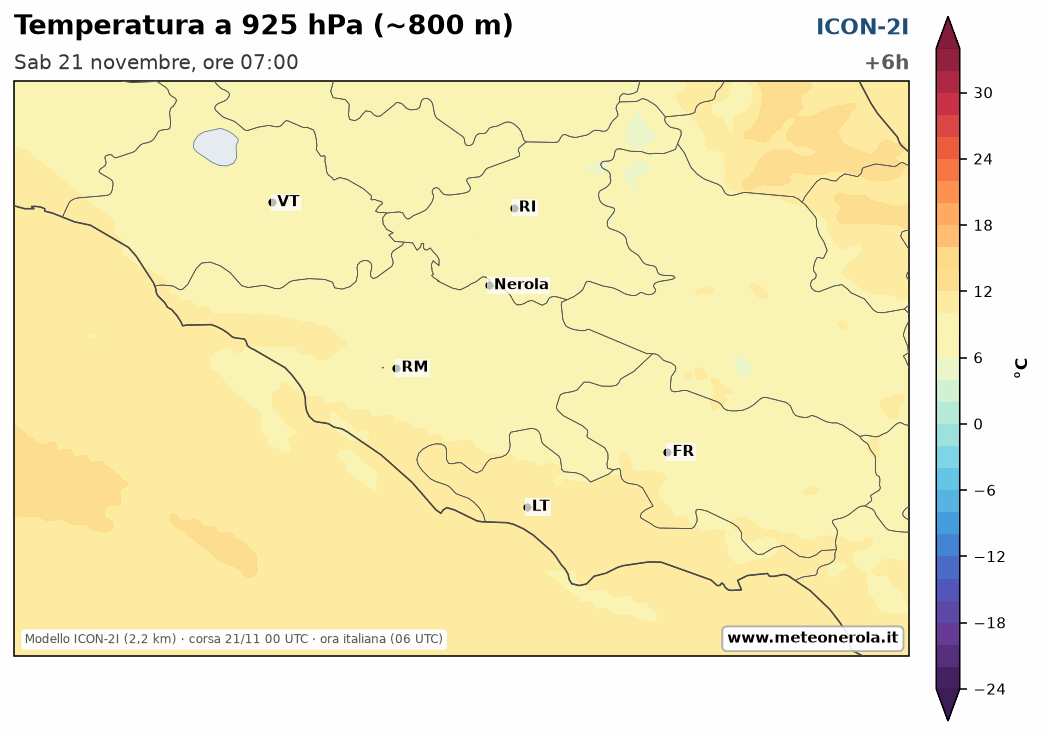 Temperatura a 925 hPa (~800 m)
ICON-2I
Sab 21 novembre, ore 07:00
+6h
VT
RI
Nerola
RM
FR
LT
30
24
18
12
6
0
−6
−12
−18
−24
°C
Modello ICON-2I (2,2 km) · corsa 21/11 00 UTC · ora italiana (06 UTC)
www.meteonerola.it